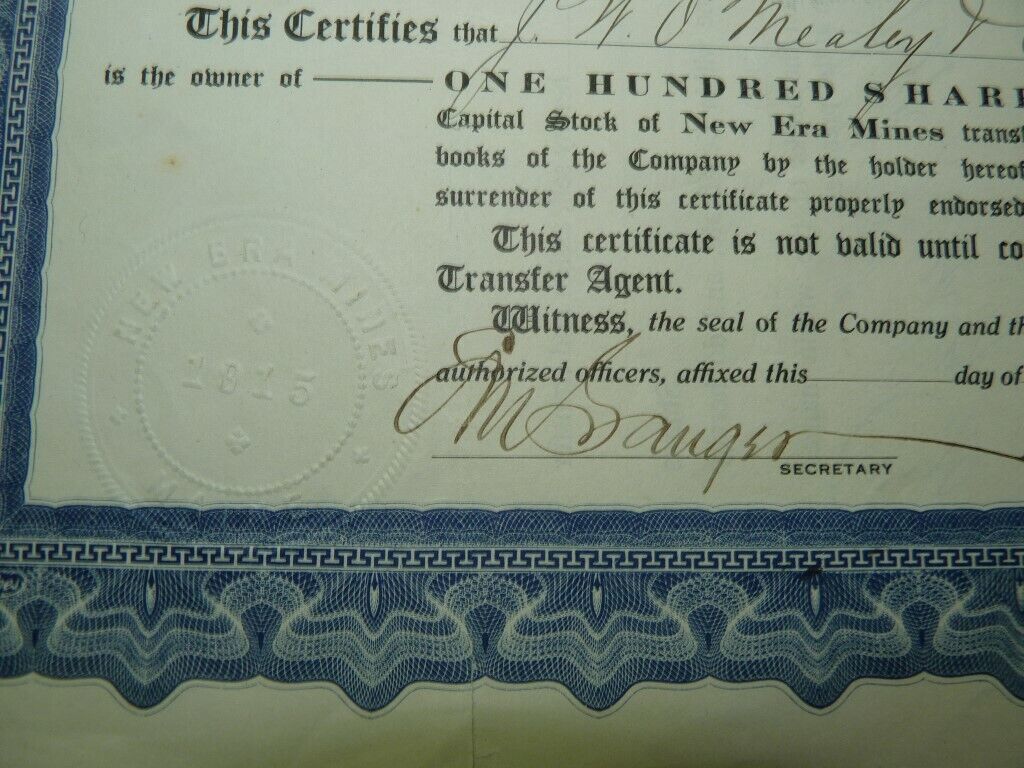 This Certifies that J. W. O'Mealey &
is the owner of ONE HUNDRED SHAR
Capital Stock of New Era Mines transf
books of the Company by the holder hereof
surrender of this certificate properly endorsed
This certificate is not valid until co
Transfer Agent.
Witness, the seal of the Company and th
authorized officers, affixed this day of
SECRETARY
NEW ERA MINES